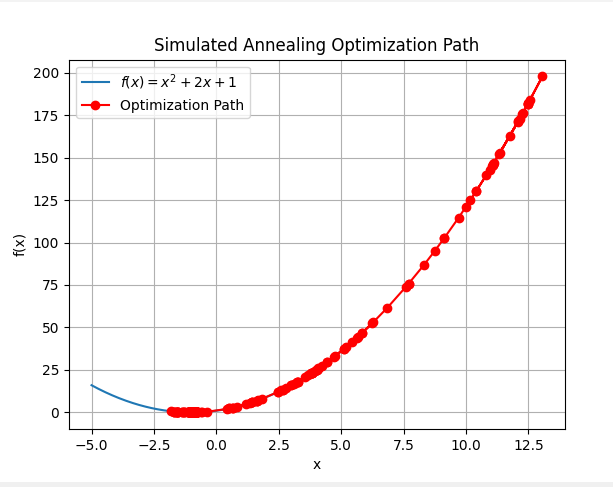 Simulated Annealing Optimization Path
f(x) = x² + 2x + 1
Optimization Path
f(x)
200
175
150
125
100
75
50
25
0
−5.0 −2.5 0.0 2.5 5.0 7.5 10.0 12.5
x